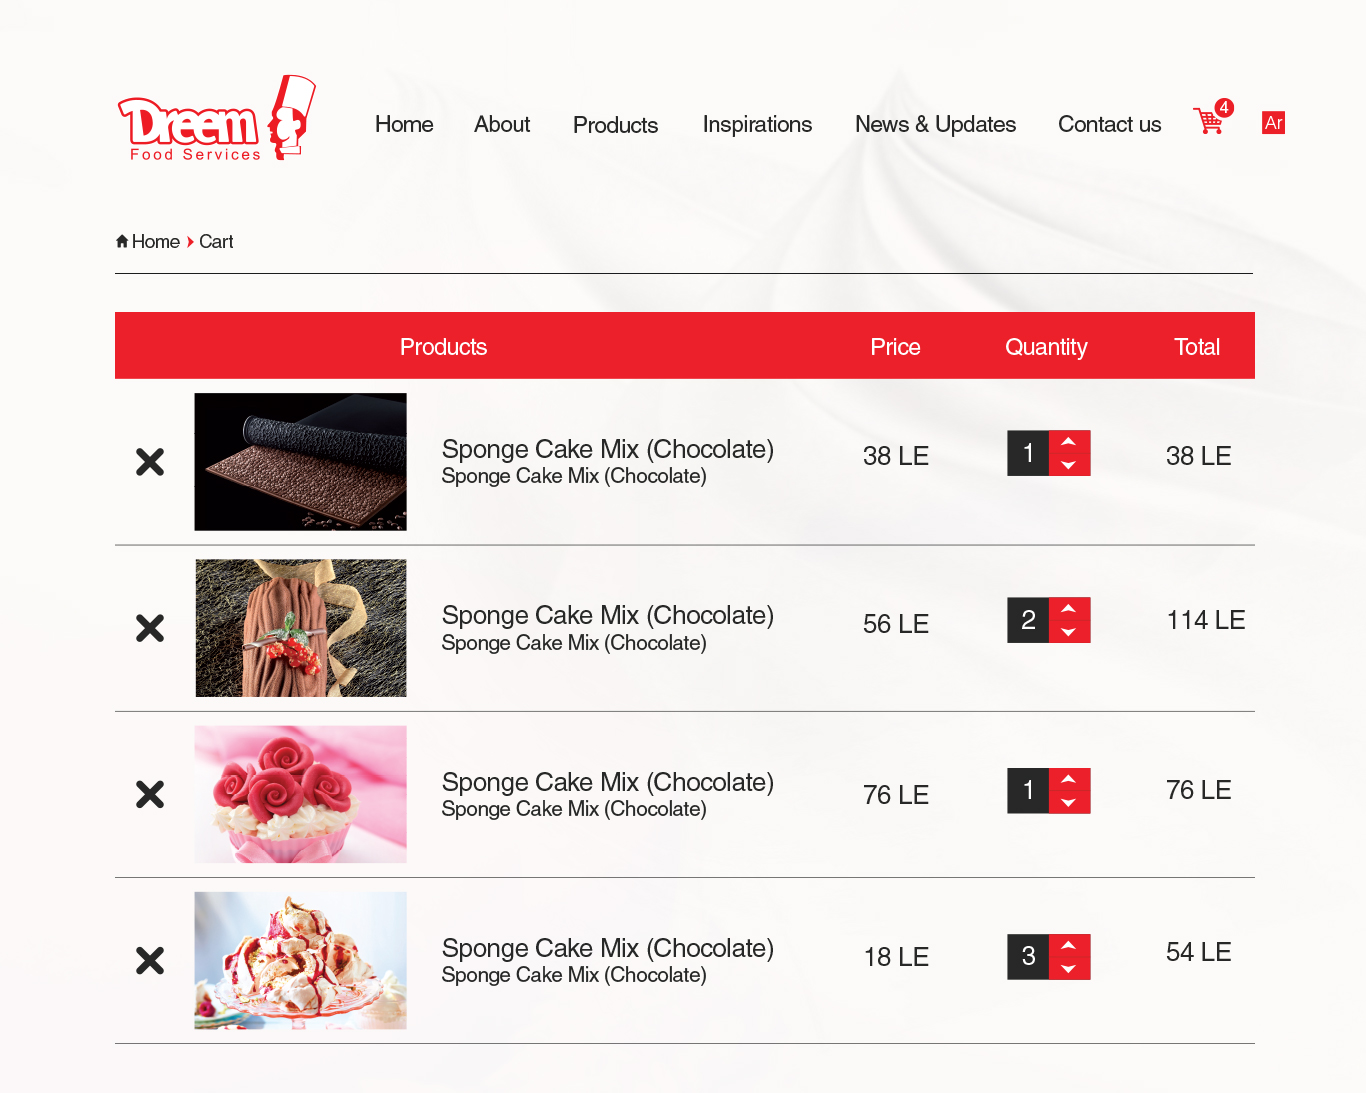 Dreem
Food Services
Home About Products Inspirations News & Updates Contact us 4 Ar
Home Cart
Products Price Quantity Total
Sponge Cake Mix (Chocolate)
Sponge Cake Mix (Chocolate)
38 LE 1 38 LE
Sponge Cake Mix (Chocolate)
Sponge Cake Mix (Chocolate)
56 LE 2 114 LE
Sponge Cake Mix (Chocolate)
Sponge Cake Mix (Chocolate)
76 LE 1 76 LE
Sponge Cake Mix (Chocolate)
Sponge Cake Mix (Chocolate)
18 LE 3 54 LE